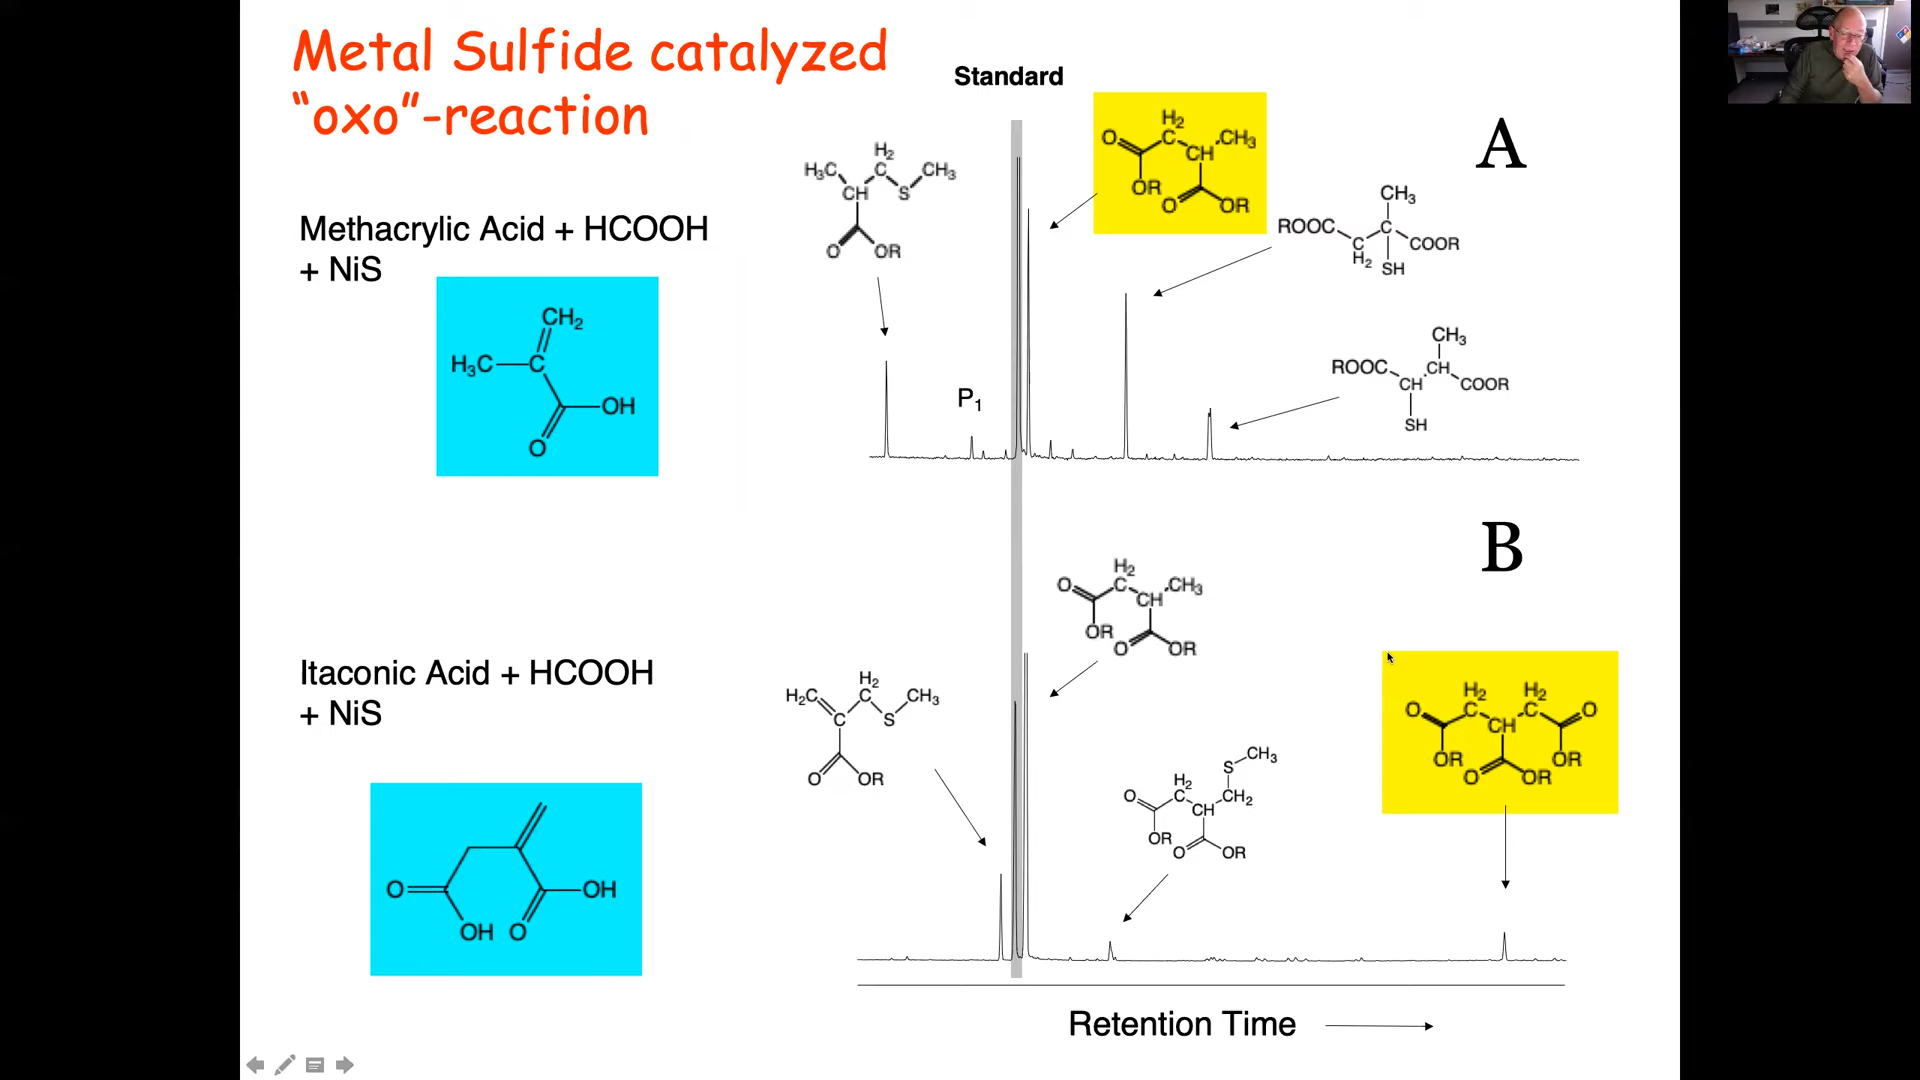 Metal Sulfide catalyzed
“oxo”-reaction
Standard
A
Methacrylic Acid + HCOOH
+ NiS
CH₂
H₃C C
OH
O
H₂
H₃C C CH₃
CH S
O OR
H₂
O C CH₃
CH
OR
O OR
CH₃
ROOC C
C COOR
H₂ SH
CH₃
ROOC CH
CH COOR
SH
P₁
B
Itaconic Acid + HCOOH
+ NiS
O OH
OH O
H₂
H₂C C CH₃
C S
O OR
H₂
O C CH₃
CH
OR
O OR
CH₃
S
H₂
O C CH₂
CH
OR
O OR
H₂ H₂
O C C O
CH
OR OR
O OR
Retention Time